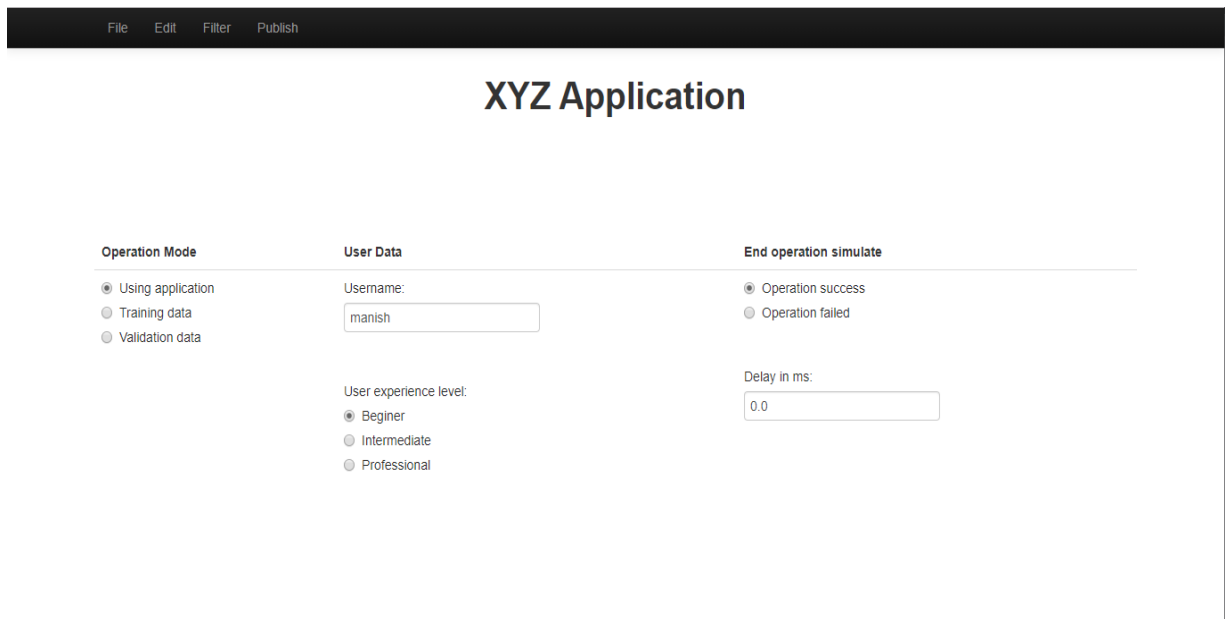 File Edit Filter Publish
XYZ Application
Operation Mode
Using application
Training data
Validation data
User Data
Username:
manish
User experience level:
Beginer
Intermediate
Professional
End operation simulate
Operation success
Operation failed
Delay in ms:
0.0